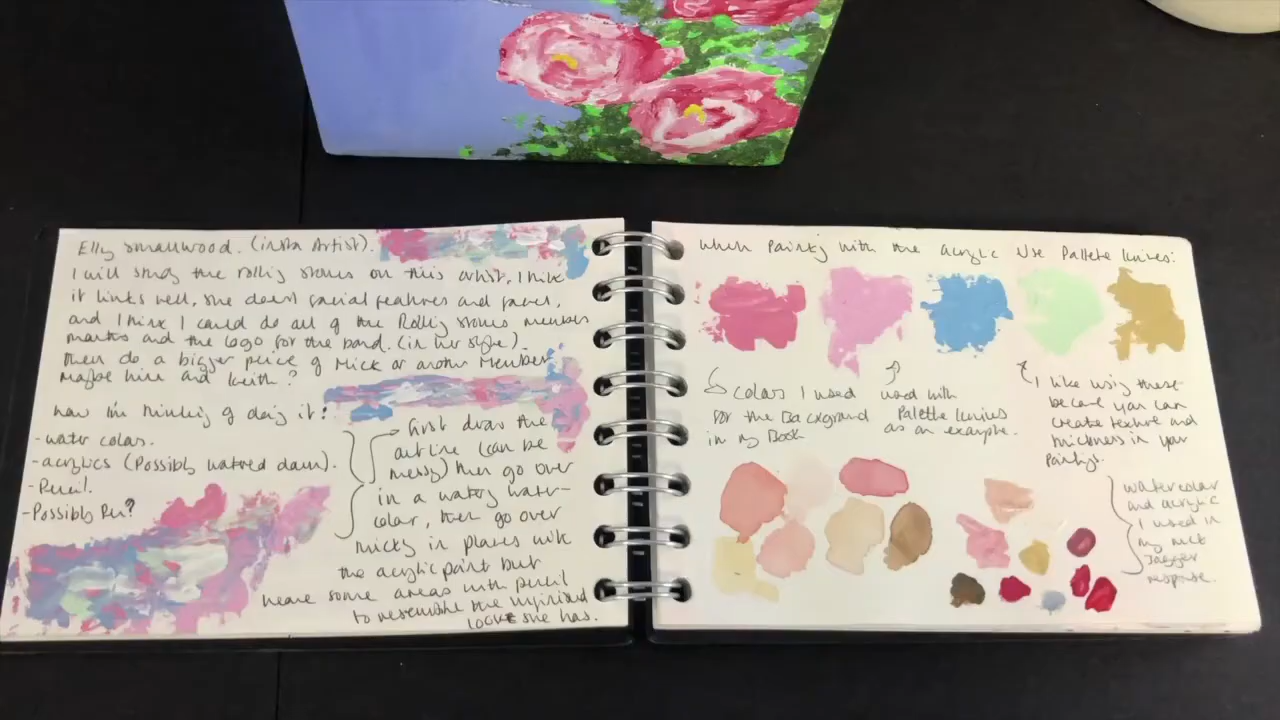 Elly Smallwood. (insta Artist).
I will study the rolling stones on this artist, I think
it links well, she does facial features and faces,
and I think I could do all of the Rolling stones members
and the logo for the band. (in her style).
then do a bigger piece of Mick or another member
maybe him and Keith?
how I'm thinking of doing it:
- water colors.
- acrylics (Possibly watered down).
- Pencil.
- Possibly Pen?
first draw the
outline (can be
messy) then go over
in a watery water-
color, then go over
thickly in places with
the acrylic paint but
leave some areas with pencil
to resemble the unfinished
look she has.
when Painting with the acrylic Use Pallete knives:
colors I used
for the Background
in my Book
used with
Palette knives
as an example.
I like using these
because you can
create texture and
thickness in your
Paintings.
watercolor
and acrylic
I used in
my mick
Jagger
response.